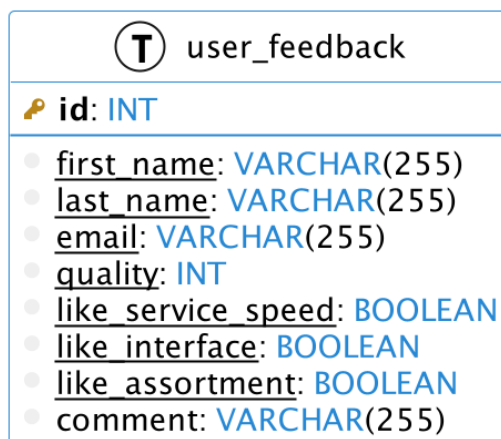 T user_feedback
id: INT
first_name: VARCHAR(255)
last_name: VARCHAR(255)
email: VARCHAR(255)
quality: INT
like_service_speed: BOOLEAN
like_interface: BOOLEAN
like_assortment: BOOLEAN
comment: VARCHAR(255)